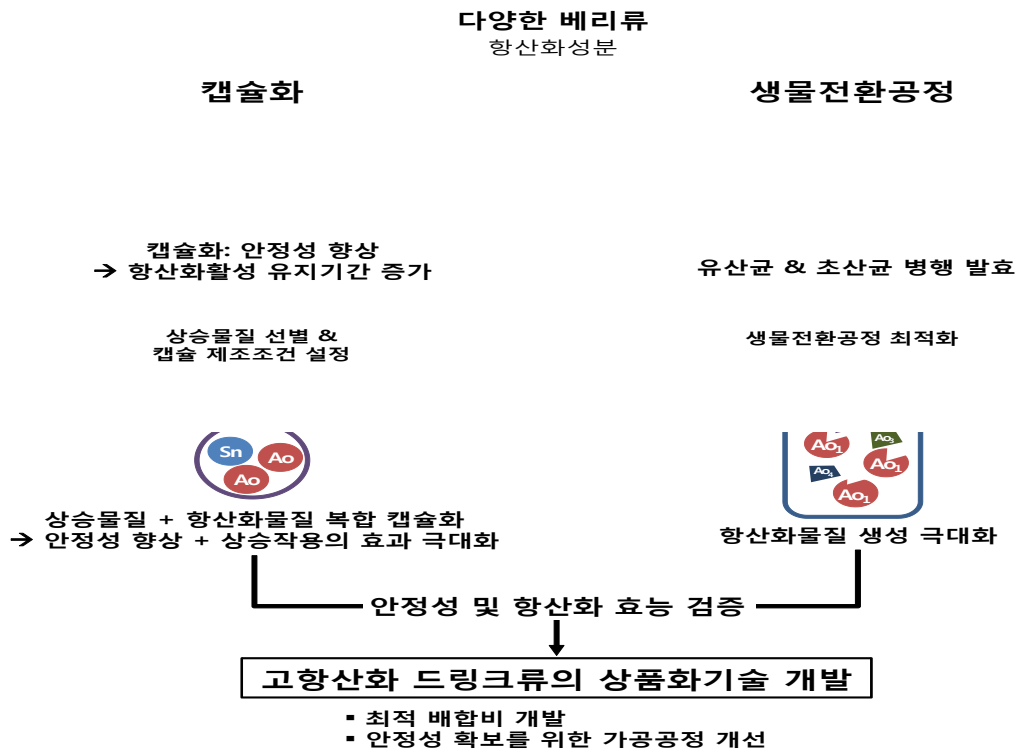 다양한 베리류
항산화성분
캡슐화
생물전환공정
캡슐화: 안정성 향상
→ 항산화활성 유지기간 증가
유산균 & 초산균 병행 발효
상승물질 선별 &
캡슐 제조조건 설정
생물전환공정 최적화
Sn
Ao
Ao
Ao₁
Ao₃
Ao₁
Ao₄
Ao₁
상승물질 + 항산화물질 복합 캡슐화
→ 안정성 향상 + 상승작용의 효과 극대화
항산화물질 생성 극대화
안정성 및 항산화 효능 검증
고항산화 드링크류의 상품화기술 개발
▪ 최적 배합비 개발
▪ 안정성 확보를 위한 가공공정 개선